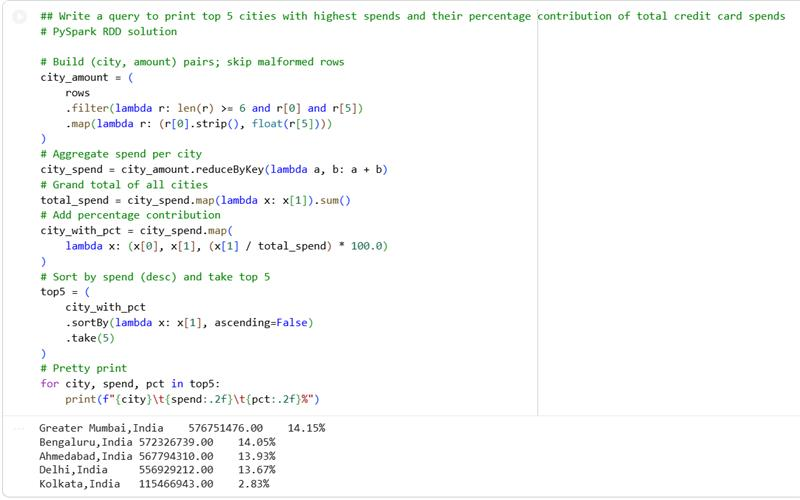 ## Write a query to print top 5 cities with highest spends and their percentage contribution of total credit card spends
# PySpark RDD solution
# Build (city, amount) pairs; skip malformed rows
city_amount = (
    rows
    .filter(lambda r: len(r) >= 6 and r[0] and r[5])
    .map(lambda r: (r[0].strip(), float(r[5])))
)
# Aggregate spend per city
city_spend = city_amount.reduceByKey(lambda a, b: a + b)
# Grand total of all cities
total_spend = city_spend.map(lambda x: x[1]).sum()
# Add percentage contribution
city_with_pct = city_spend.map(
    lambda x: (x[0], x[1], (x[1] / total_spend) * 100.0)
)
# Sort by spend (desc) and take top 5
top5 = (
    city_with_pct
    .sortBy(lambda x: x[1], ascending=False)
    .take(5)
)
# Pretty print
for city, spend, pct in top5:
    print(f"{city}\t{spend:.2f}\t{pct:.2f}%")
Greater Mumbai,India    576751476.00    14.15%
Bengaluru,India 572326739.00    14.05%
Ahmedabad,India 567794310.00    13.93%
Delhi,India     556929212.00    13.67%
Kolkata,India   115466943.00    2.83%